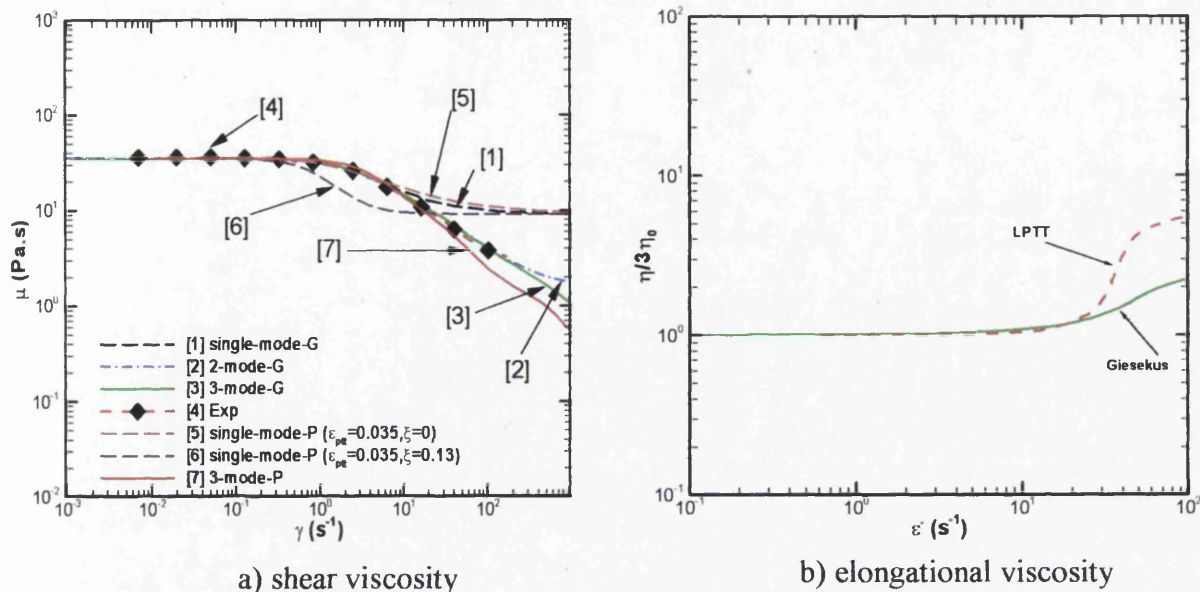 10³
10²
10¹
10⁰
10⁻¹
10⁻²
μ (Pa.s)
[4]
[5]
[1]
[6]
[7]
[3]
[2]
[1] single-mode-G
[2] 2-mode-G
[3] 3-mode-G
[4] Exp
[5] single-mode-P (εptt=0.035,ξ=0)
[6] single-mode-P (εptt=0.035,ξ=0.13)
[7] 3-mode-P
10⁻³ 10⁻² 10⁻¹ 10⁰ 10¹ 10²
γ (s⁻¹)
a) shear viscosity
10²
10¹
10⁰
10⁻¹
η/3η₀
LPTT
Giesekus
10⁻¹ 10⁰ 10¹ 10²
ε˙ (s⁻¹)
b) elongational viscosity